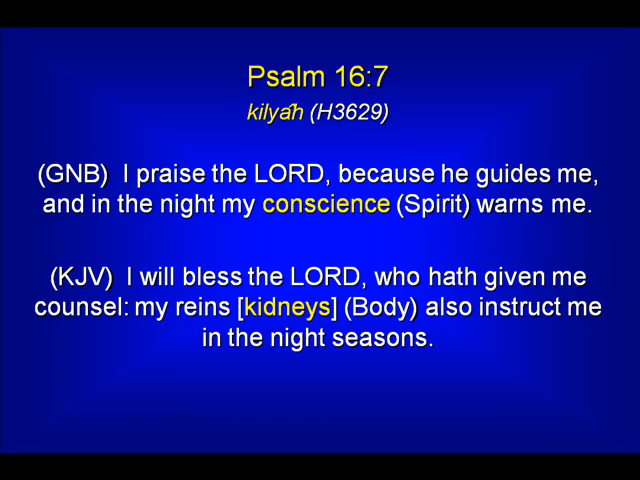 Psalm 16:7
kilyâh (H3629)
(GNB) I praise the LORD, because he guides me,
and in the night my conscience (Spirit) warns me.
(KJV) I will bless the LORD, who hath given me
counsel: my reins [kidneys] (Body) also instruct me
in the night seasons.